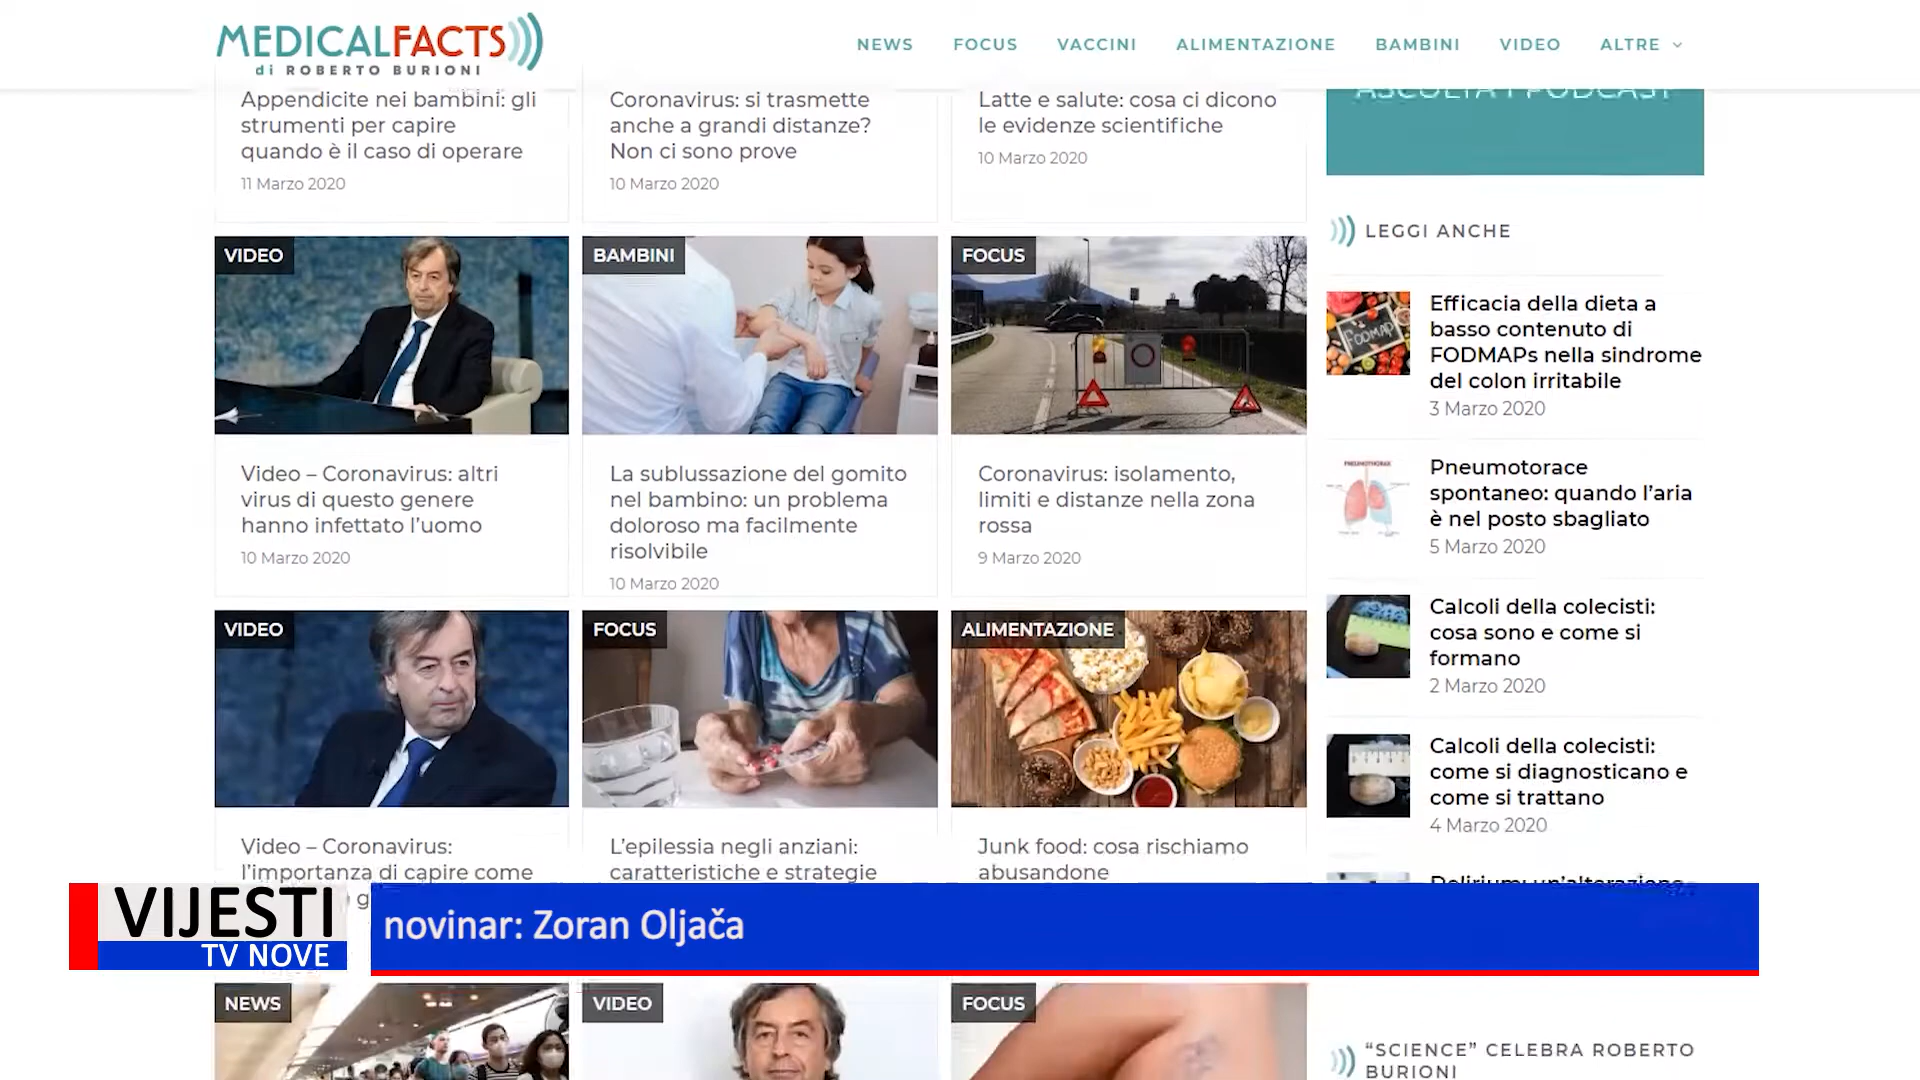 MEDICALFACTS
di ROBERTO BURIONI
NEWS FOCUS VACCINI ALIMENTAZIONE BAMBINI VIDEO ALTRE
Appendicite nei bambini: gli
strumenti per capire
quando è il caso di operare
11 Marzo 2020
Coronavirus: si trasmette
anche a grandi distanze?
Non ci sono prove
10 Marzo 2020
Latte e salute: cosa ci dicono
le evidenze scientifiche
10 Marzo 2020
ASCOLTA I PODCAST
VIDEO
Video – Coronavirus: altri
virus di questo genere
hanno infettato l'uomo
10 Marzo 2020
BAMBINI
La sublussazione del gomito
nel bambino: un problema
doloroso ma facilmente
risolvibile
10 Marzo 2020
FOCUS
Coronavirus: isolamento,
limiti e distanze nella zona
rossa
9 Marzo 2020
LEGGI ANCHE
FODMAP
Efficacia della dieta a
basso contenuto di
FODMAPs nella sindrome
del colon irritabile
3 Marzo 2020
PNEUMOTHORAX
Pneumotorace
spontaneo: quando l'aria
è nel posto sbagliato
5 Marzo 2020
Calcoli della colecisti:
cosa sono e come si
formano
2 Marzo 2020
Calcoli della colecisti:
come si diagnosticano e
come si trattano
4 Marzo 2020
Delirium: un'alterazione
VIDEO
Video – Coronavirus:
l'importanza di capire come
FOCUS
L'epilessia negli anziani:
caratteristiche e strategie
ALIMENTAZIONE
Junk food: cosa rischiamo
abusandone
VIJESTI
TV NOVE
novinar: Zoran Oljača
NEWS
VIDEO
FOCUS
"SCIENCE" CELEBRA ROBERTO
BURIONI